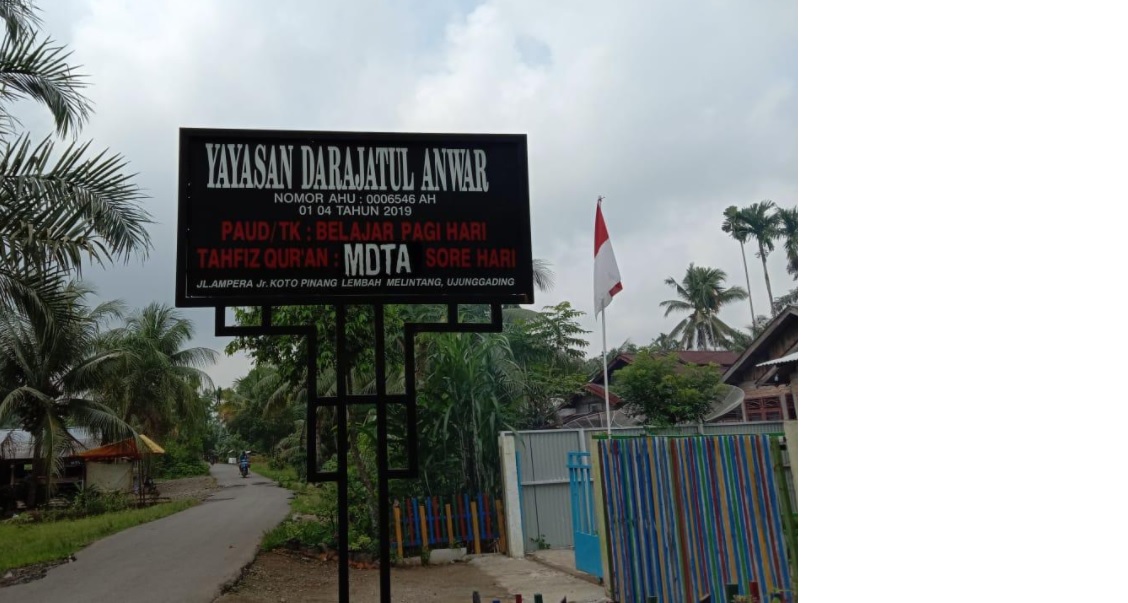 YAYASAN DARAJATUL ANWAR
NOMOR AHU : 0006546 AH
01 04 TAHUN 2019
PAUD/TK : BELAJAR PAGI HARI
TAHFIZ QUR'AN : MDTA SORE HARI
JL.AMPERA Jr.KOTO PINANG LEMBAH MELINTANG, UJUNGGADING